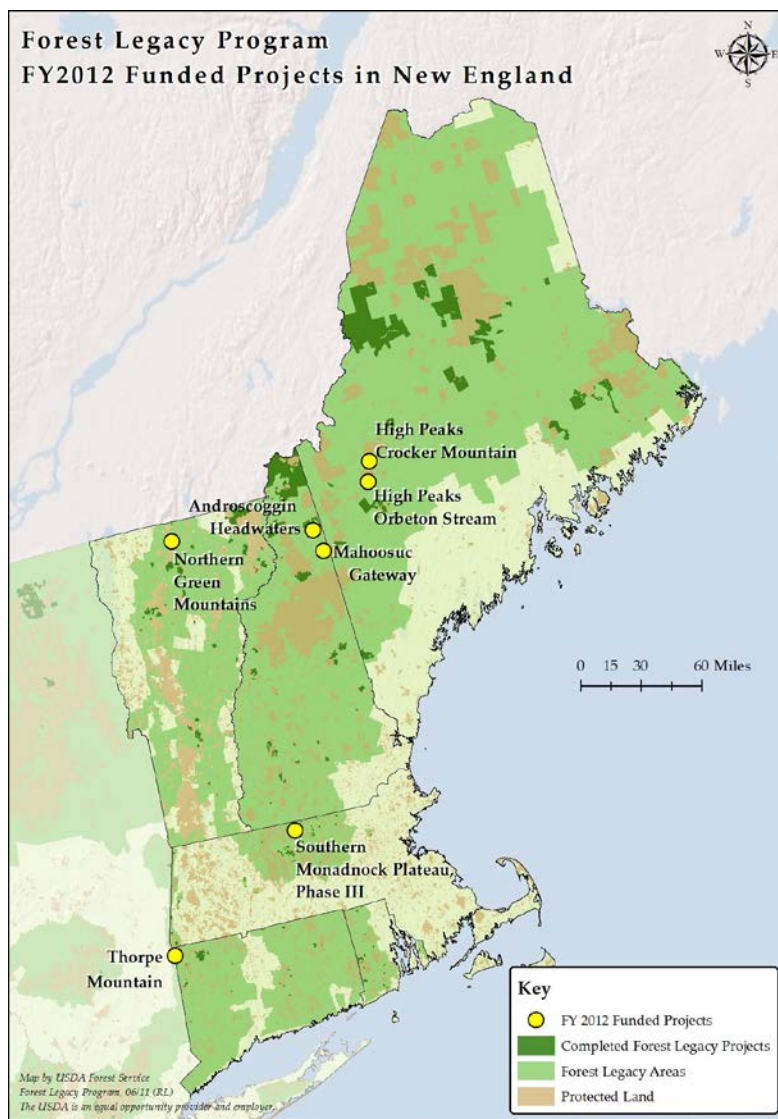 Forest Legacy Program
FY2012 Funded Projects in New England
N
W
E
S
High Peaks
Crocker Mountain
High Peaks
Orbeton Stream
Androscoggin
Headwaters
Mahoosuc
Gateway
Northern
Green
Mountains
0 15 30 60 Miles
Southern
Monadnock Plateau
Phase III
Thorpe
Mountain
Key
FY 2012 Funded Projects
Completed Forest Legacy Projects
Forest Legacy Areas
Protected Land
Map by USDA Forest Service
Forest Legacy Program, 06/11 (RL)
The USDA is an equal opportunity provider and employer.